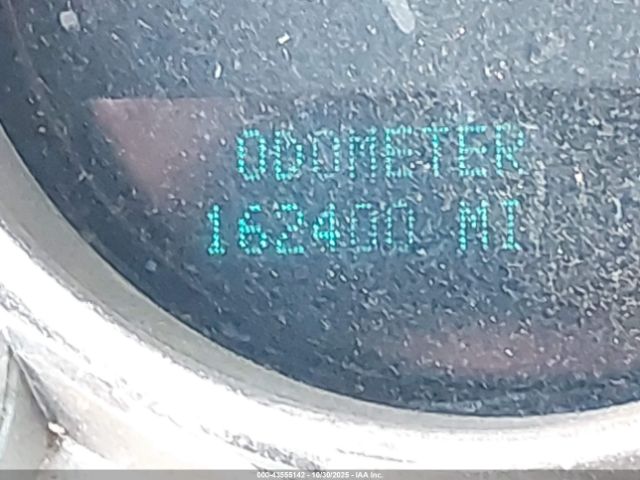 ODOMETER
162400 MI
000-43555142 - 10/30/2025 - IAA Inc.